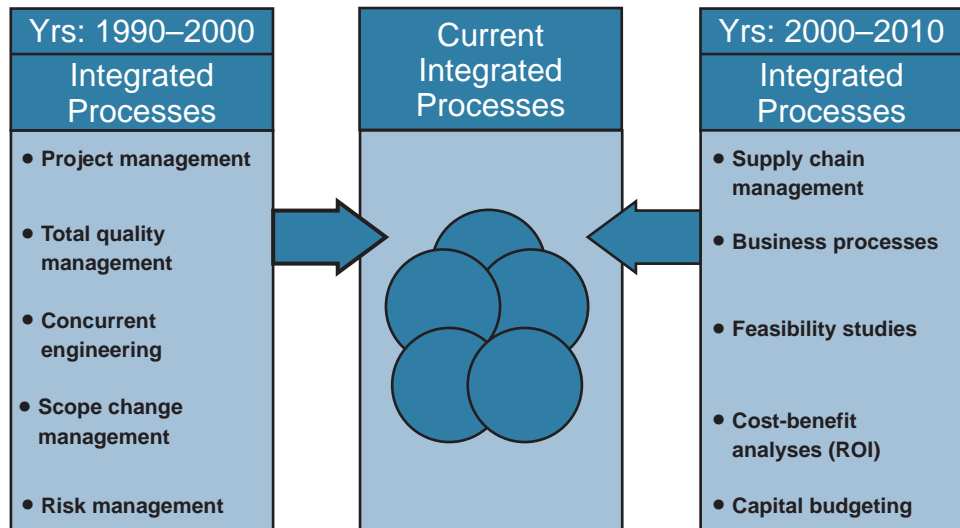 Yrs: 1990–2000
Integrated
Processes
• Project management
• Total quality
management
• Concurrent
engineering
• Scope change
management
• Risk management
Current
Integrated
Processes
Yrs: 2000–2010
Integrated
Processes
• Supply chain
management
• Business processes
• Feasibility studies
• Cost-benefit
analyses (ROI)
• Capital budgeting